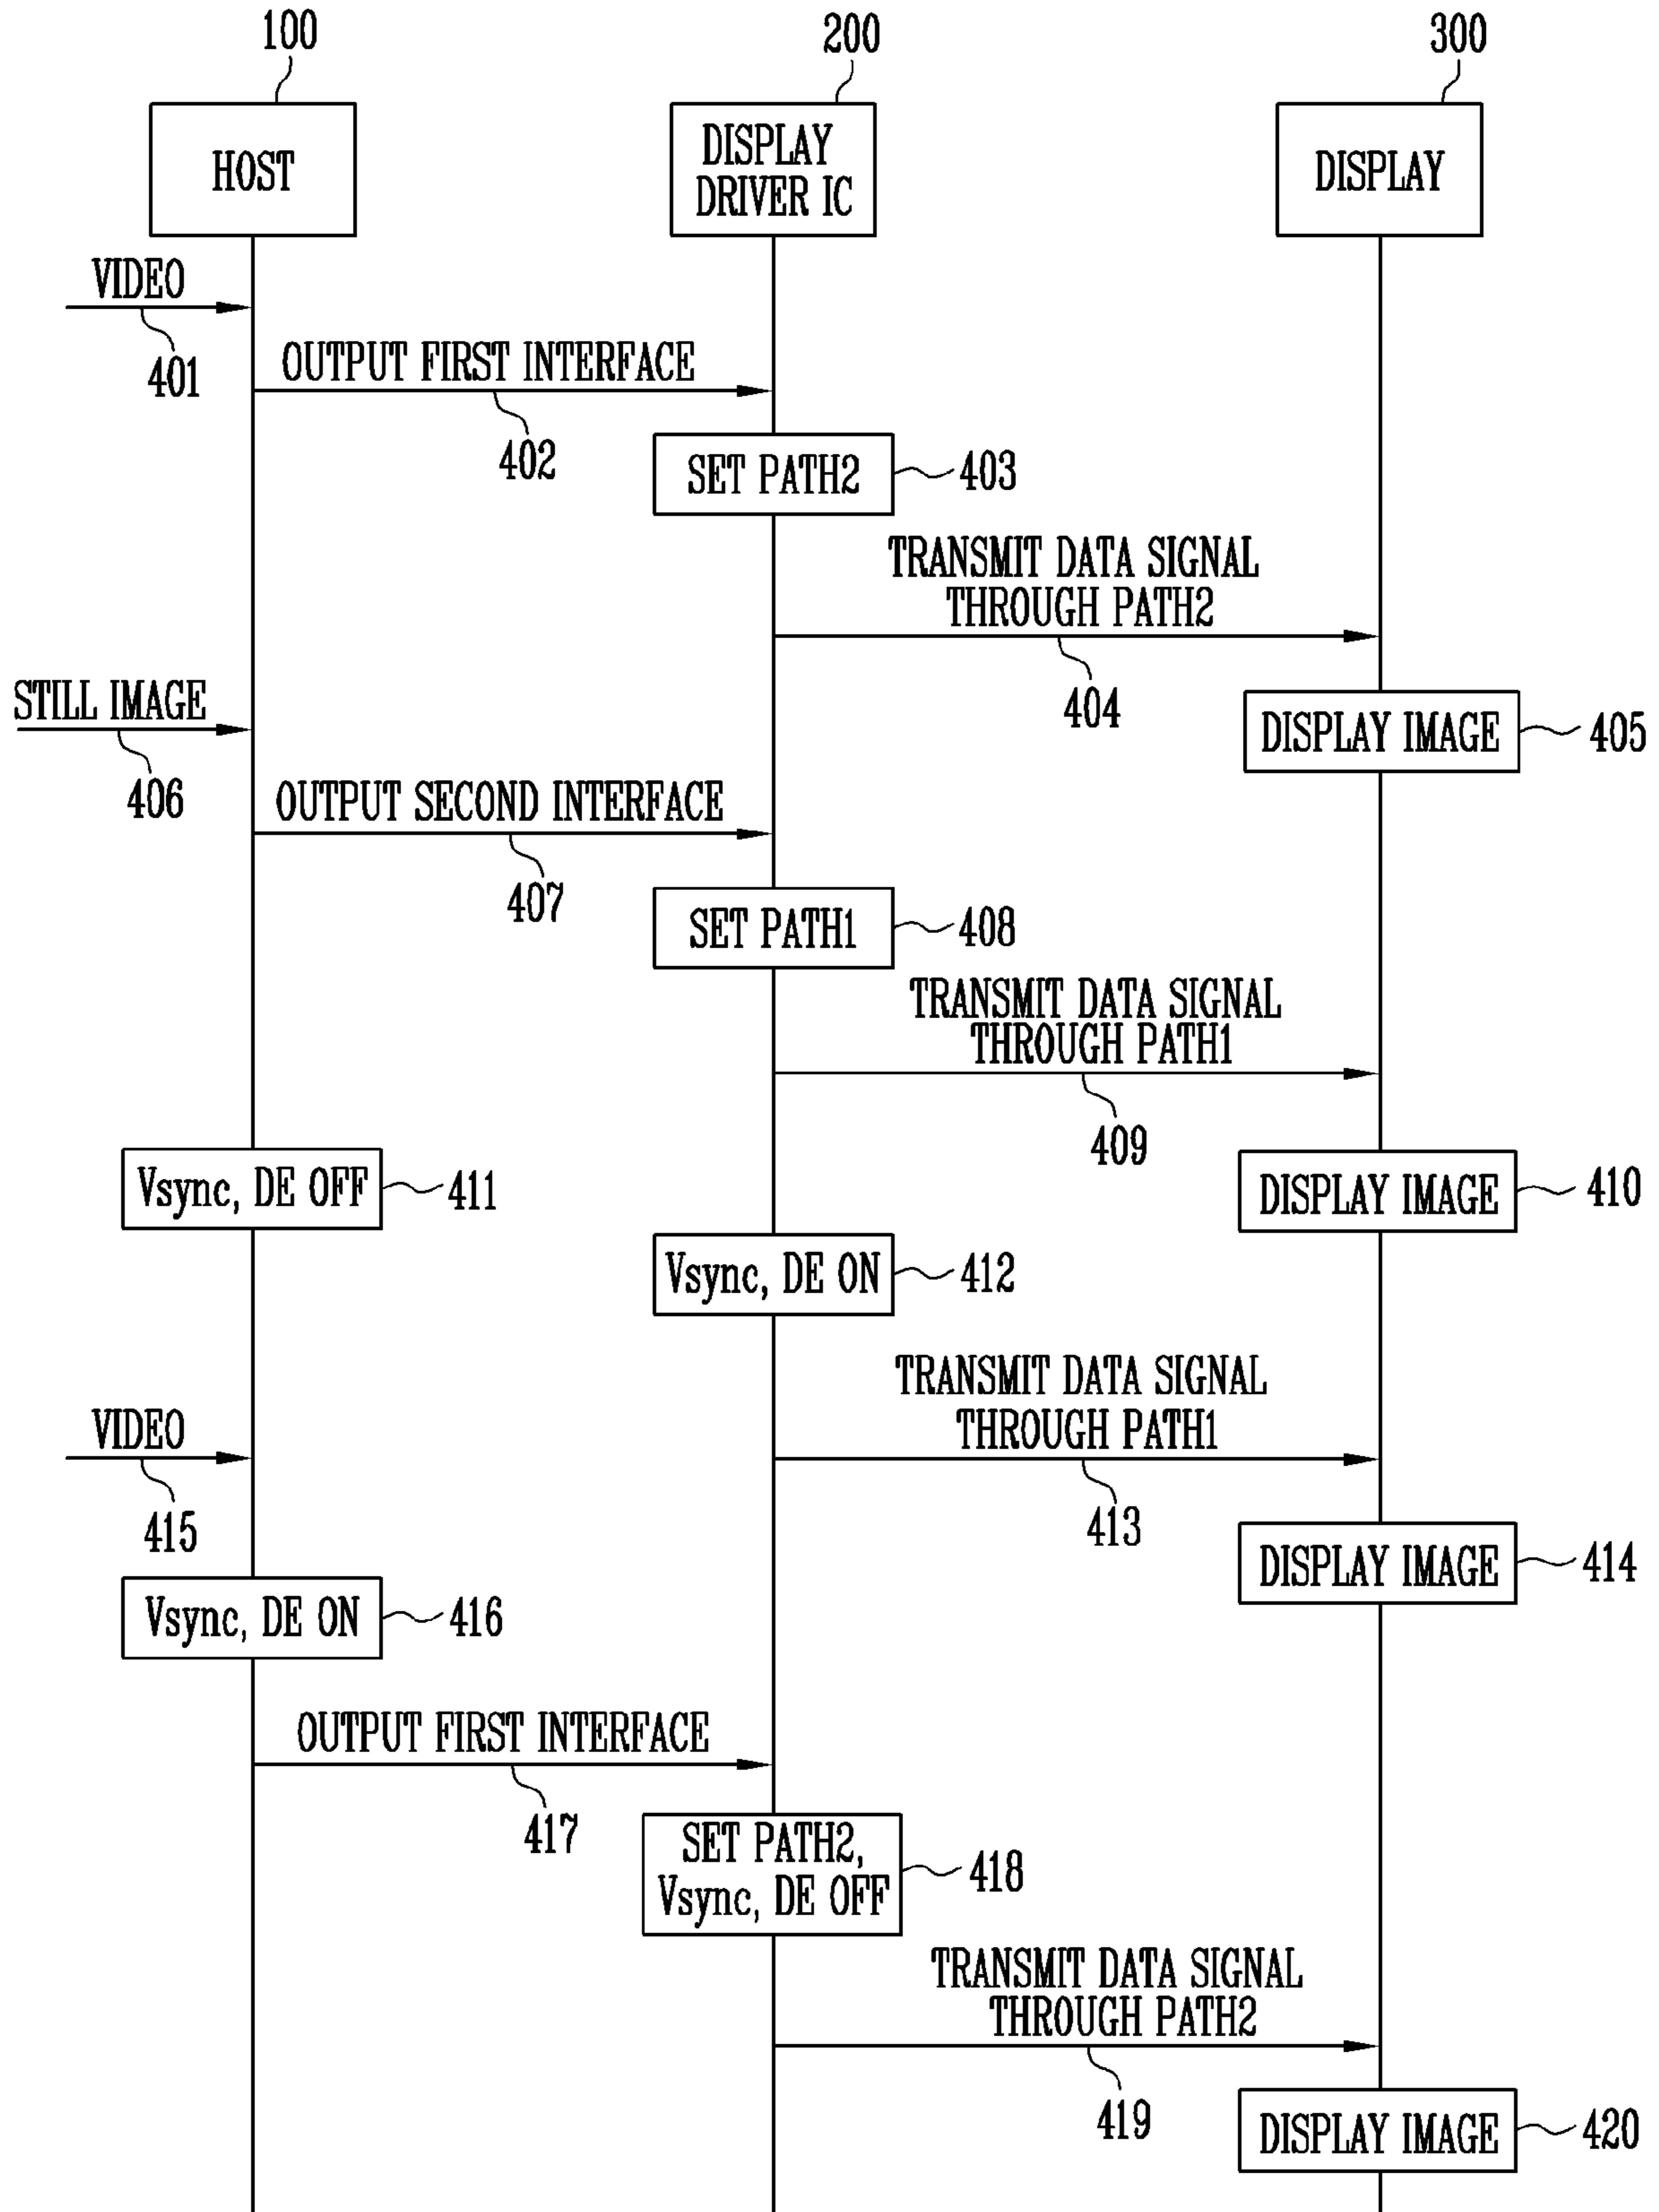 100
200
300
HOST
DISPLAY
DRIVER IC
DISPLAY
VIDEO
401
OUTPUT FIRST INTERFACE
402
SET PATH2
403
TRANSMIT DATA SIGNAL
THROUGH PATH2
404
STILL IMAGE
406
DISPLAY IMAGE
405
OUTPUT SECOND INTERFACE
407
SET PATH1
408
TRANSMIT DATA SIGNAL
THROUGH PATH1
409
Vsync, DE OFF
411
DISPLAY IMAGE
410
Vsync, DE ON
412
TRANSMIT DATA SIGNAL
THROUGH PATH1
413
VIDEO
415
DISPLAY IMAGE
414
Vsync, DE ON
416
OUTPUT FIRST INTERFACE
417
SET PATH2,
Vsync, DE OFF
418
TRANSMIT DATA SIGNAL
THROUGH PATH2
419
DISPLAY IMAGE
420